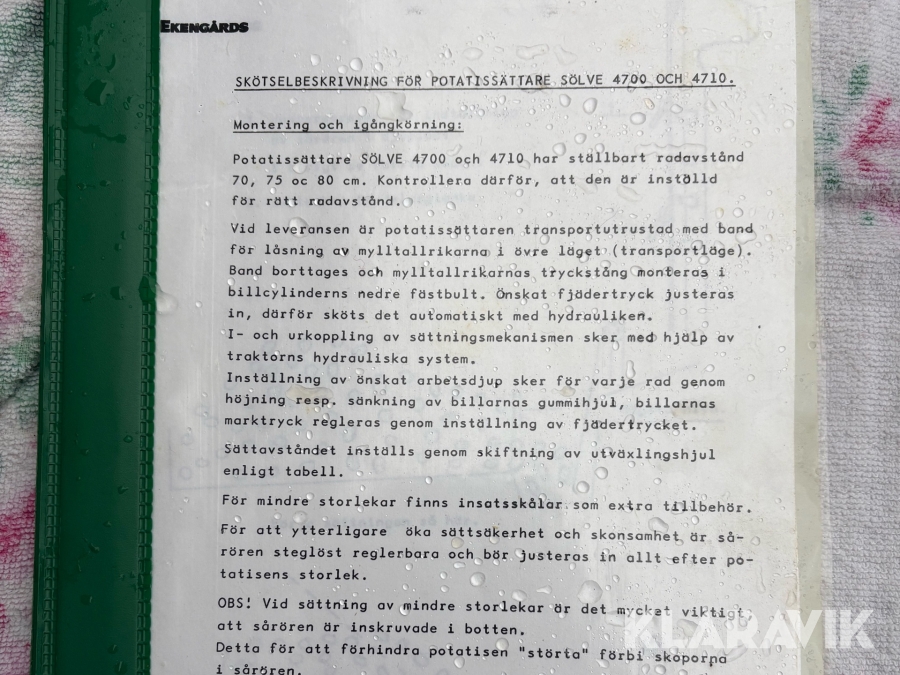 EKENGÅRDS
SKÖTSELBESKRIVNING FÖR POTATISSÄTTARE SÖLVE 4700 OCH 4710.
Montering och igångkörning:
Potatissättare SÖLVE 4700 och 4710 har ställbart radavstånd
70, 75 oc 80 cm. Kontrollera därför, att den är inställd
för rätt radavstånd.
Vid leveransen är potatissättaren transportutrustad med band
för låsning av mylltallrikarna i övre läget (transportläge).
Band borttages och mylltallrikarnas tryckstång monteras i
billcylinderns nedre fästbult. Önskat fjädertryck justeras
in, därför sköts det automatiskt med hydrauliken.
I- och urkoppling av sättningsmekanismen sker med hjälp av
traktorns hydrauliska system.
Inställning av önskat arbetsdjup sker för varje rad genom
höjning resp. sänkning av billarnas gummihjul, billarnas
marktryck regleras genom inställning av fjädertrycket.
Sättavståndet inställs genom skiftning av utväxlingshjul
enligt tabell.
För mindre storlekar finns insatsskålar som extra tillbehör.
För att ytterligare öka sättsäkerhet och skonsamhet är så-
rören steglöst reglerbara och bör justeras in allt efter po-
tatisens storlek.
OBS! Vid sättning av mindre storlekar är det mycket viktigt,
att sårören är inskruvade i botten.
Detta för att förhindra potatisen "störta" förbi skoporna
i sårören.
KLARAVIK